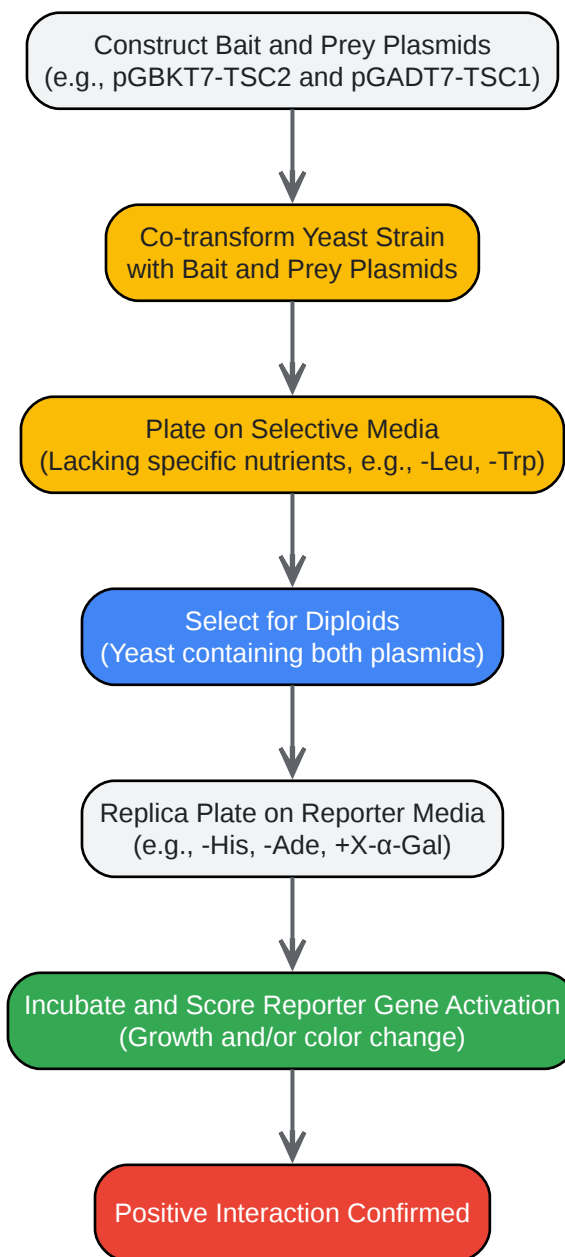 Construct Bait and Prey Plasmids
(e.g., pGBKT7-TSC2 and pGADT7-TSC1)
Co-transform Yeast Strain
with Bait and Prey Plasmids
Plate on Selective Media
(Lacking specific nutrients, e.g., -Leu, -Trp)
Select for Diploids
(Yeast containing both plasmids)
Replica Plate on Reporter Media
(e.g., -His, -Ade, +X-α-Gal)
Incubate and Score Reporter Gene Activation
(Growth and/or color change)
Positive Interaction Confirmed